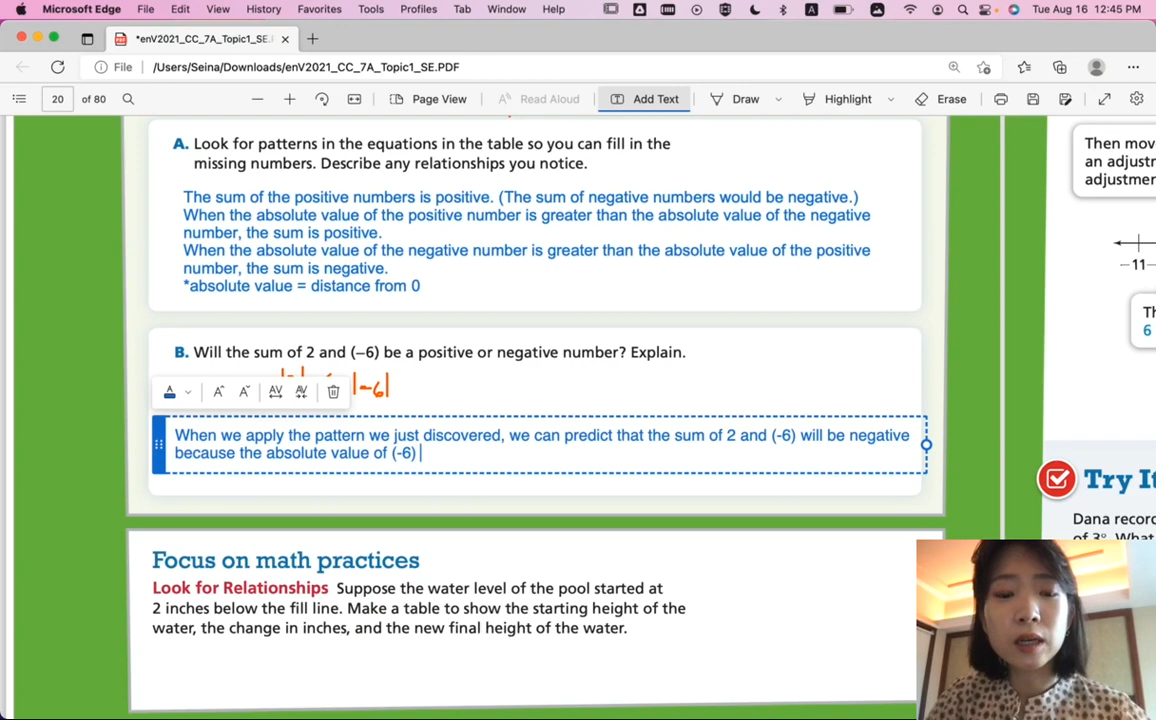 Microsoft Edge File Edit View History Favorites Tools Profiles Tab Window Help A Tue Aug 16 12:45 PM
*enV2021_CC_7A_Topic1_SE.
File /Users/Seina/Downloads/enV2021_CC_7A_Topic1_SE.PDF
20 of 80 Page View Read Aloud Add Text Draw Highlight Erase
A. Look for patterns in the equations in the table so you can fill in the
missing numbers. Describe any relationships you notice.
The sum of the positive numbers is positive. (The sum of negative numbers would be negative.)
When the absolute value of the positive number is greater than the absolute value of the negative
number, the sum is positive.
When the absolute value of the negative number is greater than the absolute value of the positive
number, the sum is negative.
*absolute value = distance from 0
B. Will the sum of 2 and (–6) be a positive or negative number? Explain.
|-6|
When we apply the pattern we just discovered, we can predict that the sum of 2 and (-6) will be negative
because the absolute value of (-6)
Focus on math practices
Look for Relationships Suppose the water level of the pool started at
2 inches below the fill line. Make a table to show the starting height of the
water, the change in inches, and the new final height of the water.
Then mov
an adjustr
adjustmer
–11
Th
6
Try It
Dana recor
of 3°. What